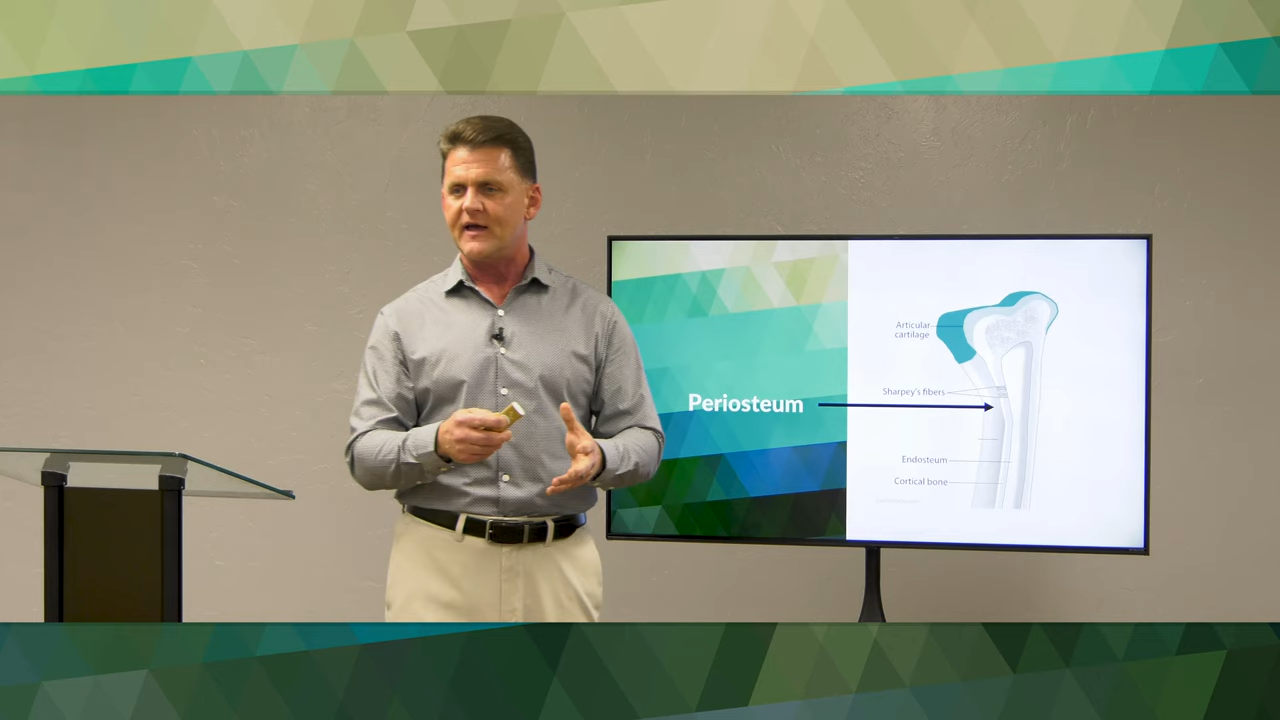 Periosteum
Articular
cartilage
Sharpey's fibers
Endosteum
Cortical bone